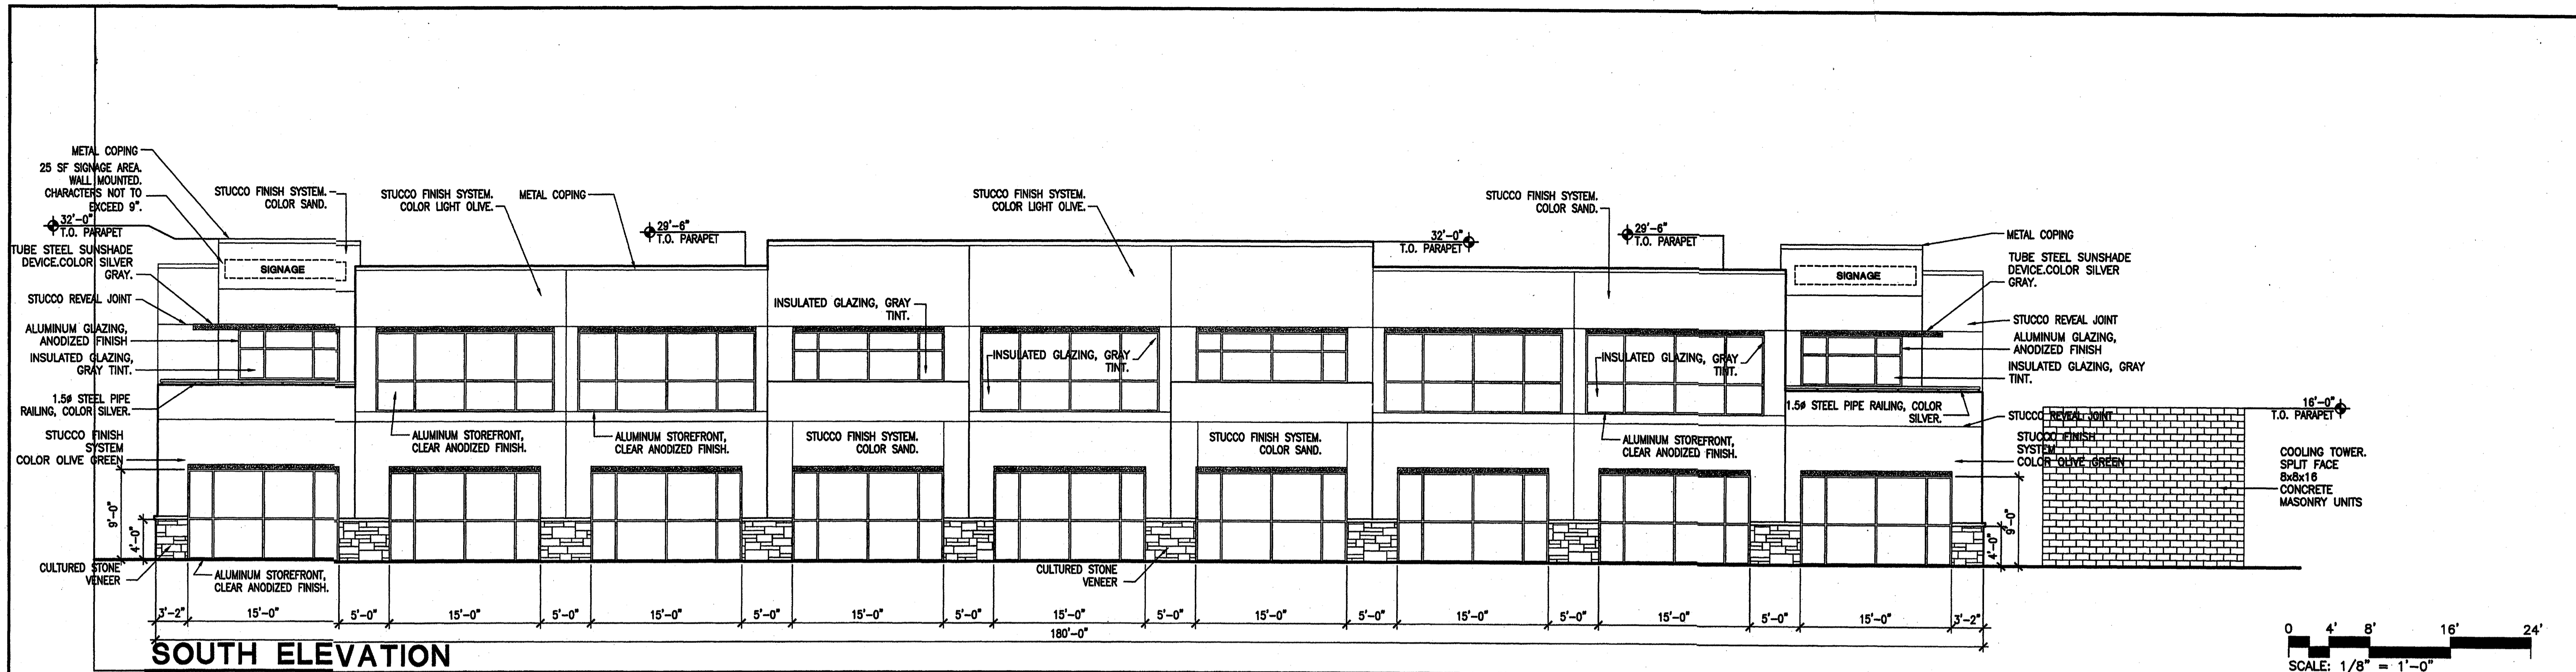 METAL COPING
25 SF SIGNAGE AREA.
WALL MOUNTED.
CHARACTERS NOT TO
EXCEED 9".
32'-0"
T.O. PARAPET
TUBE STEEL SUNSHADE
DEVICE.COLOR SILVER
GRAY.
STUCCO REVEAL JOINT
ALUMINUM GLAZING,
ANODIZED FINISH
INSULATED GLAZING,
GRAY TINT.
1.5ø STEEL PIPE
RAILING, COLOR SILVER.
STUCCO FINISH
SYSTEM
COLOR OLIVE GREEN
9'-0"
4'-0"
CULTURED STONE
VENEER
STUCCO FINISH SYSTEM.
COLOR SAND.
SIGNAGE
STUCCO FINISH SYSTEM.
COLOR LIGHT OLIVE.
METAL COPING
29'-6"
T.O. PARAPET
INSULATED GLAZING, GRAY
TINT.
STUCCO FINISH SYSTEM.
COLOR LIGHT OLIVE.
INSULATED GLAZING, GRAY
TINT.
32'-0"
T.O. PARAPET
STUCCO FINISH SYSTEM.
COLOR SAND.
29'-6"
T.O. PARAPET
INSULATED GLAZING, GRAY
TINT.
SIGNAGE
METAL COPING
TUBE STEEL SUNSHADE
DEVICE.COLOR SILVER
GRAY.
STUCCO REVEAL JOINT
ALUMINUM GLAZING,
ANODIZED FINISH
INSULATED GLAZING, GRAY
TINT.
1.5ø STEEL PIPE RAILING, COLOR
SILVER.
STUCCO REVEAL JOINT
STUCCO FINISH
SYSTEM
COLOR OLIVE GREEN
16'-0"
T.O. PARAPET
COOLING TOWER.
SPLIT FACE
8x8x16
CONCRETE
MASONRY UNITS
ALUMINUM STOREFRONT,
CLEAR ANODIZED FINISH.
ALUMINUM STOREFRONT,
CLEAR ANODIZED FINISH.
STUCCO FINISH SYSTEM.
COLOR SAND.
STUCCO FINISH SYSTEM.
COLOR SAND.
ALUMINUM STOREFRONT,
CLEAR ANODIZED FINISH.
9'-0"
4'-0"
ALUMINUM STOREFRONT,
CLEAR ANODIZED FINISH.
CULTURED STONE
VENEER
3'-2" 15'-0" 5'-0" 15'-0" 5'-0" 15'-0" 5'-0" 15'-0" 5'-0" 15'-0" 5'-0" 15'-0" 5'-0" 15'-0" 5'-0" 15'-0" 5'-0" 15'-0" 3'-2"
180'-0"
SOUTH ELEVATION
0 4' 8' 16' 24'
SCALE: 1/8" = 1'-0"